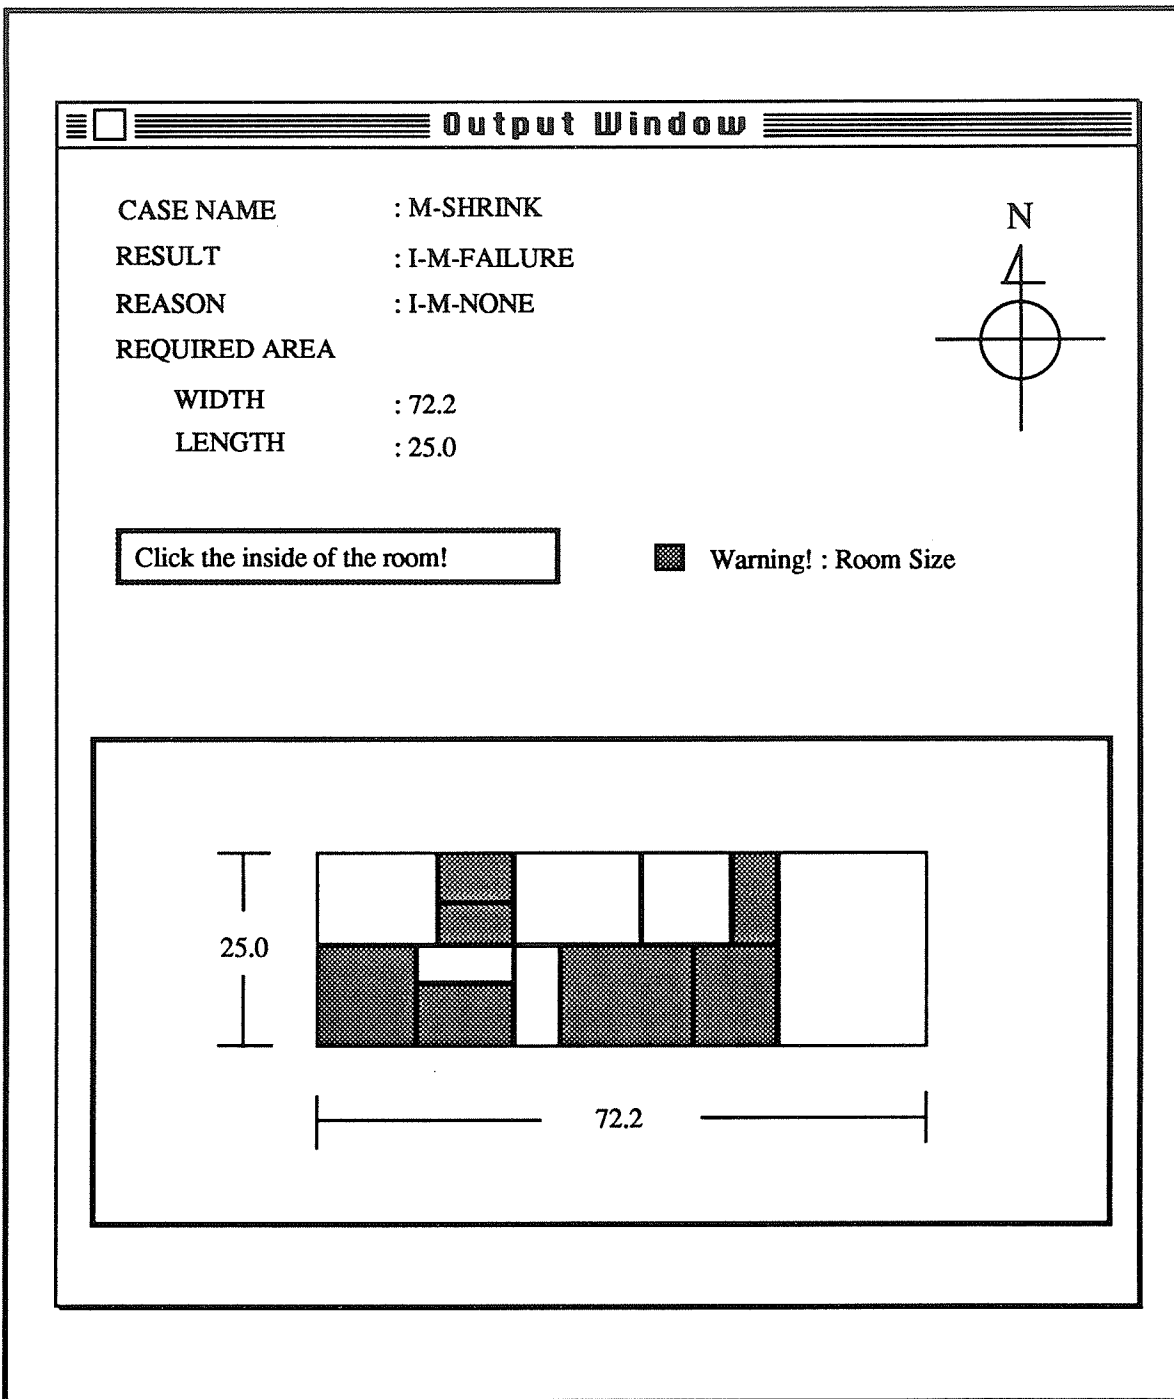 Output Window
CASE NAME : M-SHRINK
N
RESULT : I-M-FAILURE
REASON : I-M-NONE
REQUIRED AREA
WIDTH : 72.2
LENGTH : 25.0
Click the inside of the room!
Warning! : Room Size
25.0
72.2